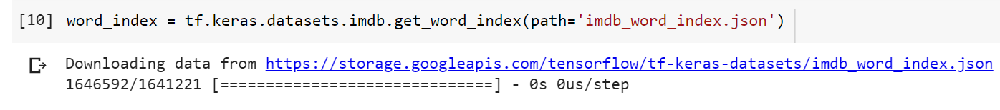 [10] word_index = tf.keras.datasets.imdb.get_word_index(path='imdb_word_index.json')
Downloading data from https://storage.googleapis.com/tensorflow/tf-keras-datasets/imdb_word_index.json
1646592/1641221 [==============================] - 0s 0us/step